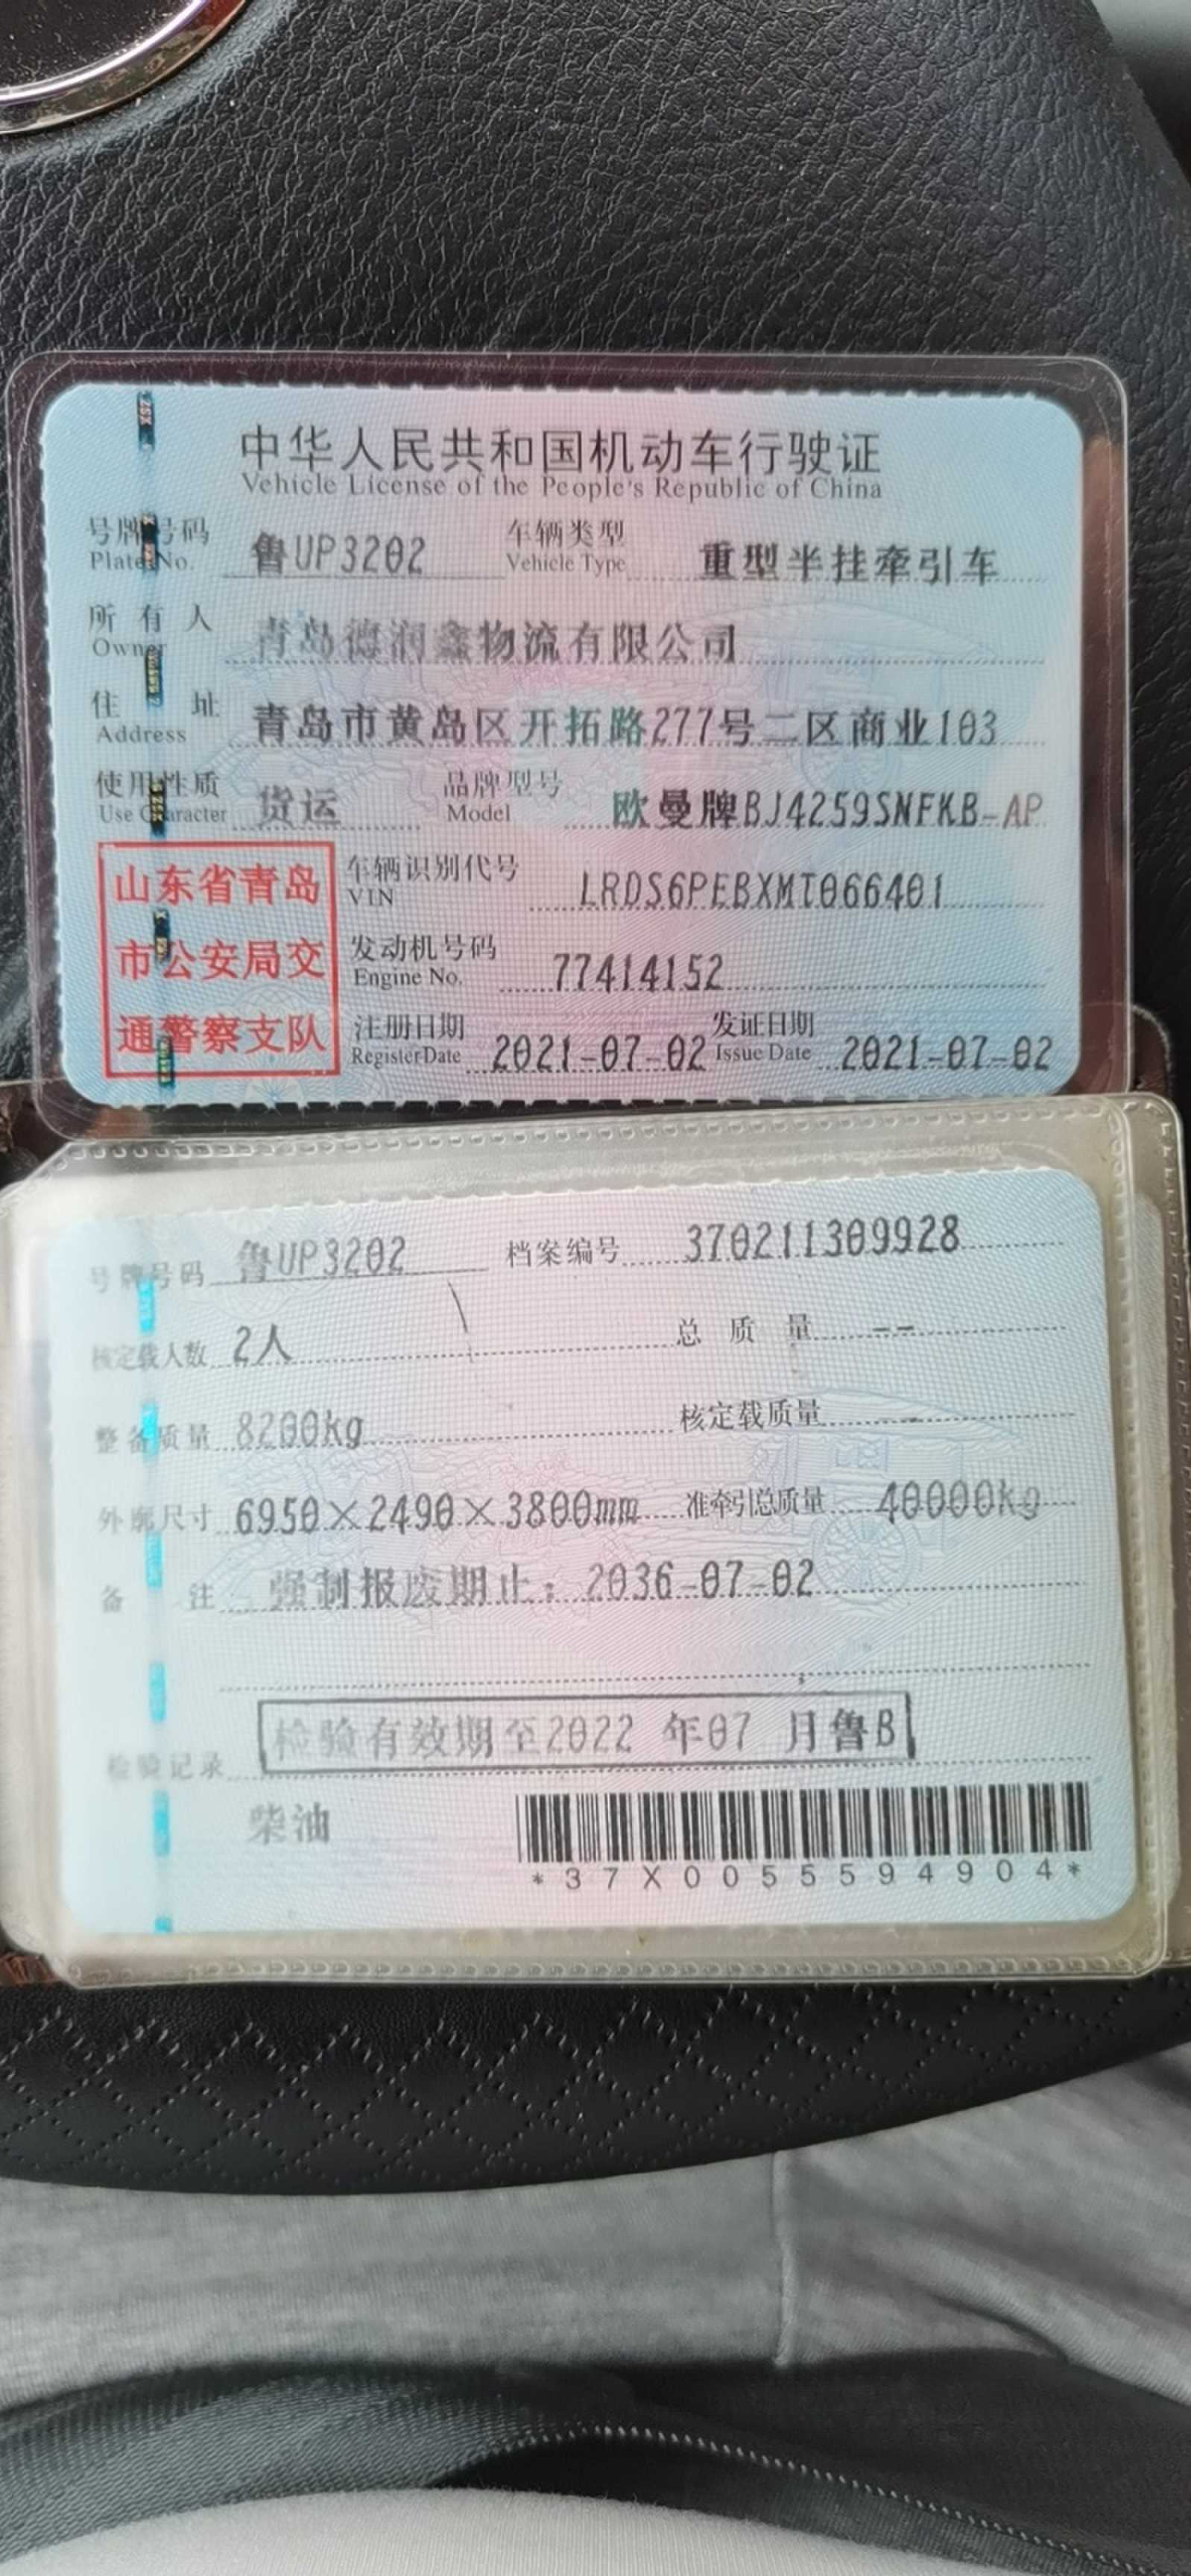 中华人民共和国机动车行驶证
Vehicle License of the People's Republic of China
号牌号码 鲁UP3202 车辆类型 重型半挂牵引车
Plate No. Vehicle Type
所有人 青岛德润鑫物流有限公司
Owner
住址 青岛市黄岛区开拓路277号二区商业103
Address
使用性质 货运 品牌型号 欧曼牌BJ4259SNFKB-AP
Use Character Model
山东省青岛
市公安局交
通警察支队
车辆识别代号 LRDS6PEBXMT066401
VIN
发动机号码 77414152
Engine No.
注册日期 2021-07-02 发证日期 2021-07-02
Register Date Issue Date
号牌号码 鲁UP3202 档案编号 370211309928
核定载人数 2人 总质量 --
整备质量 8200kg 核定载质量 --
外廓尺寸 6950×2490×3800mm 准牵引总质量 40000kg
备注 强制报废期止：2036-07-02
检验记录 检验有效期至2022 年07 月鲁B
柴油
*37X0055594904*